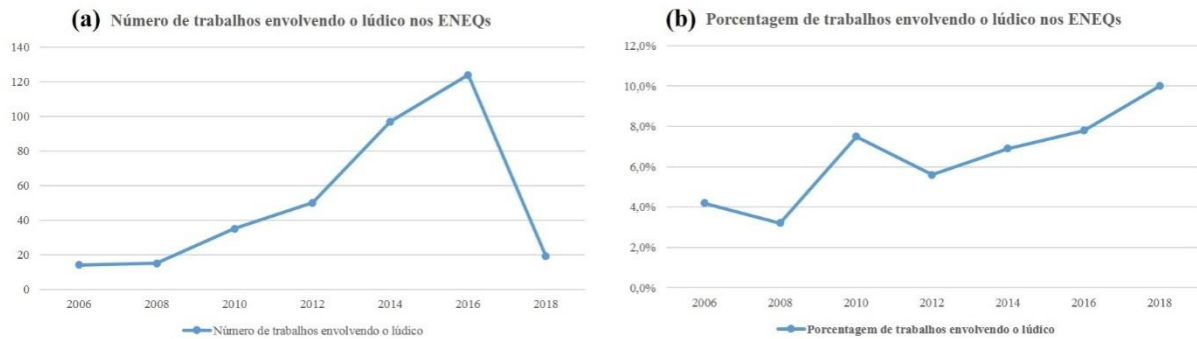 (a) Número de trabalhos envolvendo o lúdico nos ENEQs
140
120
100
80
60
40
20
0
2006 2008 2010 2012 2014 2016 2018
Número de trabalhos envolvendo o lúdico
(b) Porcentagem de trabalhos envolvendo o lúdico nos ENEQs
12,0%
10,0%
8,0%
6,0%
4,0%
2,0%
0,0%
2006 2008 2010 2012 2014 2016 2018
Porcentagem de trabalhos envolvendo o lúdico